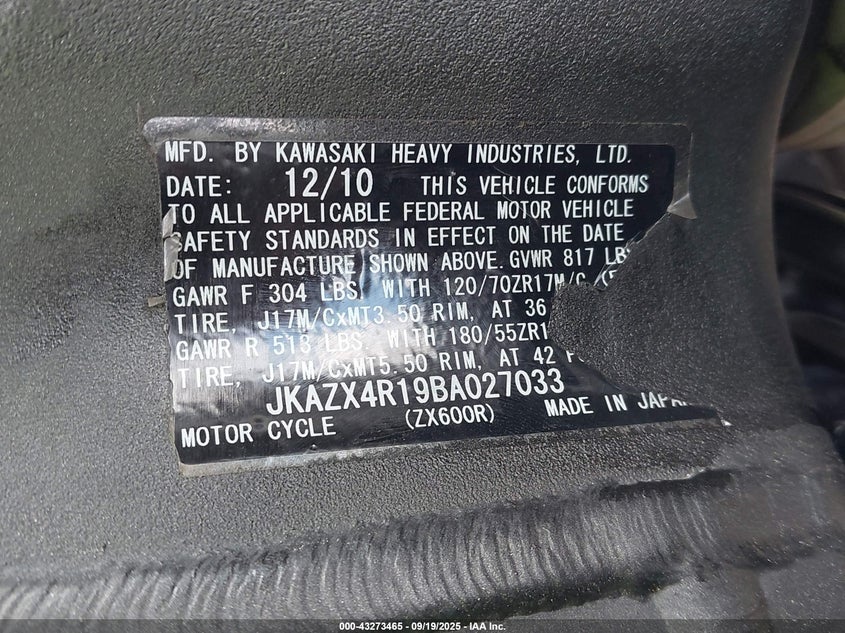 MFD. BY KAWASAKI HEAVY INDUSTRIES, LTD.
DATE: 12/10 THIS VEHICLE CONFORMS
TO ALL APPLICABLE FEDERAL MOTOR VEHICLE
SAFETY STANDARDS IN EFFECT ON THE DATE
OF MANUFACTURE SHOWN ABOVE. GVWR 817 LB
GAWR F 304 LBS. WITH 120/70ZR17M/C
TIRE, J17M/CxMT3.50 RIM, AT 36
GAWR R 513 LBS. WITH 180/55ZR1
TIRE, J17M/CxMT5.50 RIM, AT 42 P
JKAZX4R19BA027033
MOTOR CYCLE (ZX600R) MADE IN JAPAN
000-43273465 - 09/19/2025 - IAA Inc.